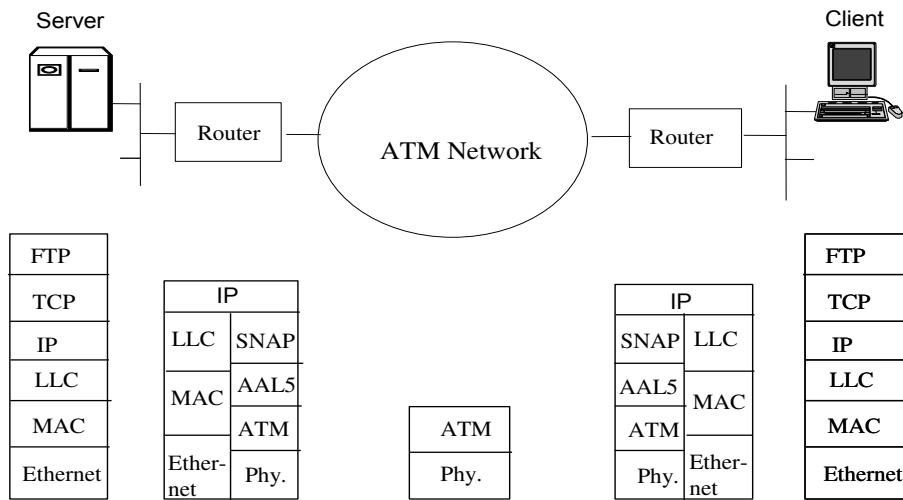 Server
Client
Router
ATM Network
Router
FTP
TCP
IP
LLC
MAC
Ethernet
IP
LLC
SNAP
MAC
AAL5
ATM
Ether-
net
Phy.
ATM
Phy.
IP
SNAP
LLC
AAL5
MAC
ATM
Phy.
Ether-
net
FTP
TCP
IP
LLC
MAC
Ethernet